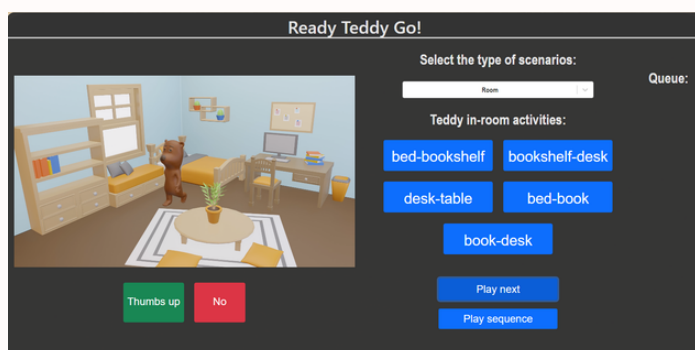 Ready Teddy Go!
Select the type of scenarios:
Room
Queue:
Teddy in-room activities:
bed-bookshelf
bookshelf-desk
desk-table
bed-book
book-desk
Thumbs up
No
Play next
Play sequence